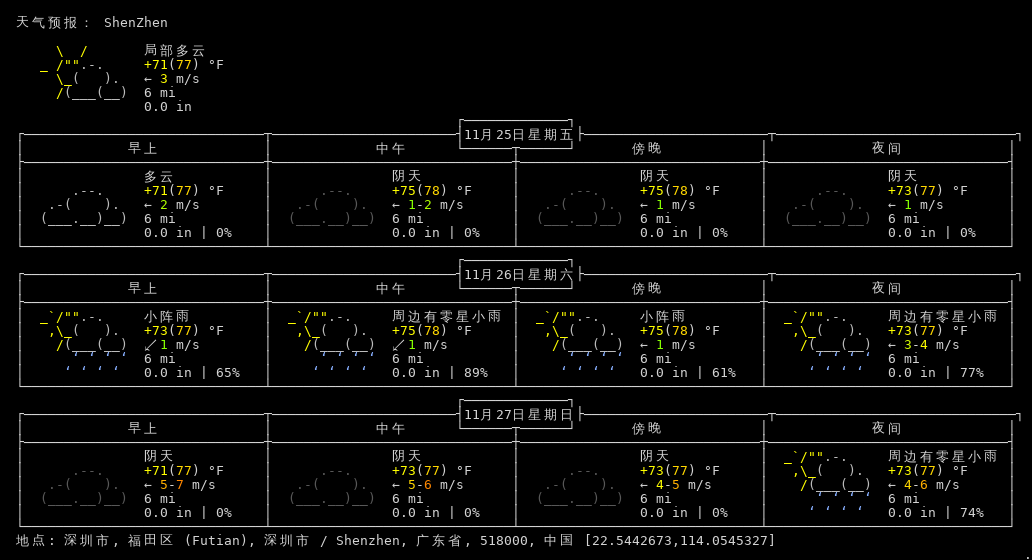 天气预报： ShenZhen
局部多云
+71(77) °F
← 3 m/s
6 mi
0.0 in
11月25日星期五
早上 中午 傍晚 夜间
多云 阴天 阴天 阴天
+71(77) °F +75(78) °F +75(78) °F +73(77) °F
← 2 m/s ← 1-2 m/s ← 1 m/s ← 1 m/s
6 mi 6 mi 6 mi 6 mi
0.0 in | 0% 0.0 in | 0% 0.0 in | 0% 0.0 in | 0%
11月26日星期六
早上 中午 傍晚 夜间
小阵雨 周边有零星小雨 小阵雨 周边有零星小雨
+73(77) °F +75(78) °F +75(78) °F +73(77) °F
↙ 1 m/s ↙ 1 m/s ← 1 m/s ← 3-4 m/s
6 mi 6 mi 6 mi 6 mi
0.0 in | 65% 0.0 in | 89% 0.0 in | 61% 0.0 in | 77%
11月27日星期日
早上 中午 傍晚 夜间
阴天 阴天 阴天 周边有零星小雨
+71(77) °F +73(77) °F +73(77) °F +73(77) °F
← 5-7 m/s ← 5-6 m/s ← 4-5 m/s ← 4-6 m/s
6 mi 6 mi 6 mi 6 mi
0.0 in | 0% 0.0 in | 0% 0.0 in | 0% 0.0 in | 74%
地点: 深圳市, 福田区 (Futian), 深圳市 / Shenzhen, 广东省, 518000, 中国 [22.5442673,114.0545327]